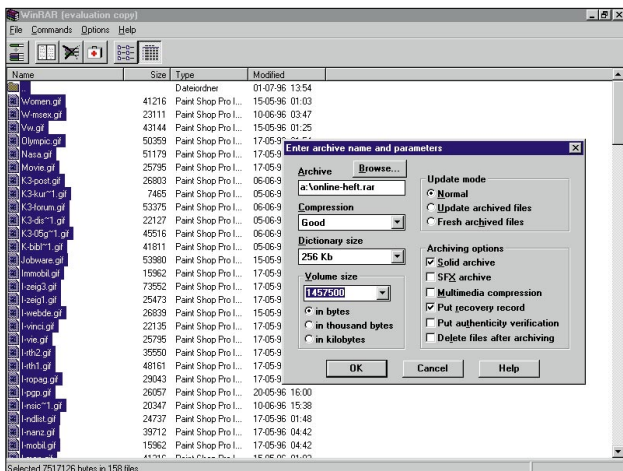 WinRAR (evaluation copy)
File Commands Options Help
Name Size Type Modified
.. Dateiordner 01-07-96 13:54
Women.gif 41216 Paint Shop Pro I... 15-05-96 01:03
W-msex.gif 23111 Paint Shop Pro I... 10-06-96 03:47
Vw.gif 43144 Paint Shop Pro I... 15-05-96 01:25
Olympic.gif 50359 Paint Shop Pro I...
Nasa.gif 51179 Paint Shop Pro I... 17-05-9
Movie.gif 25795 Paint Shop Pro I... 17-05-9
K3-post.gif 26803 Paint Shop Pro I... 06-06-9
K3-kur~1.gif 7465 Paint Shop Pro I... 06-06-9
K3-forum.gif 53375 Paint Shop Pro I... 06-06-9
K3-dis~1.gif 22127 Paint Shop Pro I... 05-06-9
K3-05g~1.gif 45516 Paint Shop Pro I... 06-06-9
K-bibl~1.gif 41811 Paint Shop Pro I... 05-06-9
Jobware.gif 53980 Paint Shop Pro I... 15-05-9
Immobil.gif 15962 Paint Shop Pro I... 17-05-9
I-zeig3.gif 73552 Paint Shop Pro I... 17-05-9
I-zeig1.gif 25473 Paint Shop Pro I... 17-05-9
I-webde.gif 26839 Paint Shop Pro I... 15-05-9
I-vinci.gif 22135 Paint Shop Pro I... 17-05-9
I-vie.gif 25795 Paint Shop Pro I... 17-05-9
I-rth2.gif 35550 Paint Shop Pro I... 17-05-9
I-rth1.gif 48161 Paint Shop Pro I... 17-05-9
I-ropag.gif 29043 Paint Shop Pro I... 17-05-9
I-pgp.gif 26057 Paint Shop Pro I... 20-05-96 16:00
I-nsic~1.gif 20347 Paint Shop Pro I... 10-06-96 15:38
I-ndlist.gif 24737 Paint Shop Pro I... 17-05-96 01:48
I-nanz.gif 39712 Paint Shop Pro I... 17-05-96 04:42
I-mobil.gif 15962 Paint Shop Pro I... 17-05-96 04:42
Selected 7517126 bytes in 158 files
Enter archive name and parameters
Archive Browse...
a:\online-heft.rar
Compression
Good
Dictionary size
256 Kb
Volume size
1457500
in bytes
in thousand bytes
in kilobytes
Update mode
Normal
Update archived files
Fresh archived files
Archiving options
Solid archive
SFX archive
Multimedia compression
Put recovery record
Put authenticity verification
Delete files after archiving
OK Cancel Help